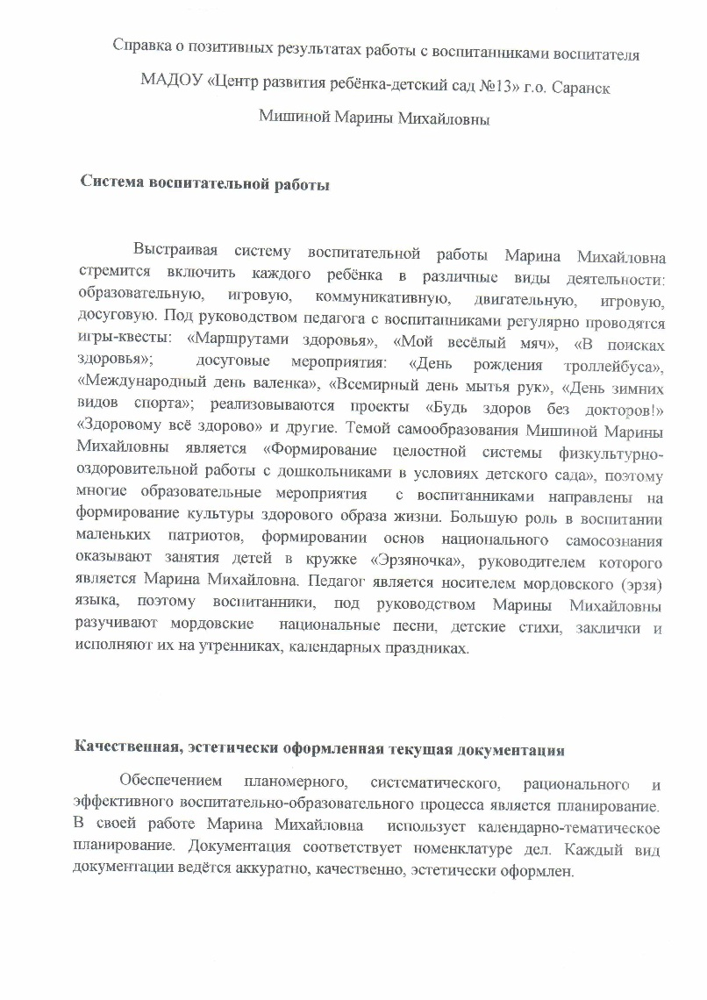 Справка о позитивных результатах работы с воспитанниками воспитателя
МАДОУ «Центр развития ребёнка-детский сад №13» г.о. Саранск
Мишиной Марины Михайловны
Система воспитательной работы
Выстраивая систему воспитательной работы Марина Михайловна
стремится включить каждого ребёнка в различные виды деятельности:
образовательную, игровую, коммуникативную, двигательную, игровую,
досуговую. Под руководством педагога с воспитанниками регулярно проводятся
игры-квесты: «Маршрутами здоровья», «Мой весёлый мяч», «В поисках
здоровья»; досуговые мероприятия: «День рождения троллейбуса»,
«Международный день валенка», «Всемирный день мытья рук», «День зимних
видов спорта»; реализовываются проекты «Будь здоров без докторов!»
«Здоровому всё здорово» и другие. Темой самообразования Мишиной Марины
Михайловны является «Формирование целостной системы физкультурно-
оздоровительной работы с дошкольниками в условиях детского сада», поэтому
многие образовательные мероприятия с воспитанниками направлены на
формирование культуры здорового образа жизни. Большую роль в воспитании
маленьких патриотов, формировании основ национального самосознания
оказывают занятия детей в кружке «Эрзяночка», руководителем которого
является Марина Михайловна. Педагог является носителем мордовского (эрзя)
языка, поэтому воспитанники, под руководством Марины Михайловны
разучивают мордовские национальные песни, детские стихи, заклички и
исполняют их на утренниках, календарных праздниках.
Качественная, эстетически оформленная текущая документация
Обеспечением планомерного, систематического, рационального и
эффективного воспитательно-образовательного процесса является планирование.
В своей работе Марина Михайловна использует календарно-тематическое
планирование. Документация соответствует номенклатуре дел. Каждый вид
документации ведётся аккуратно, качественно, эстетически оформлен.